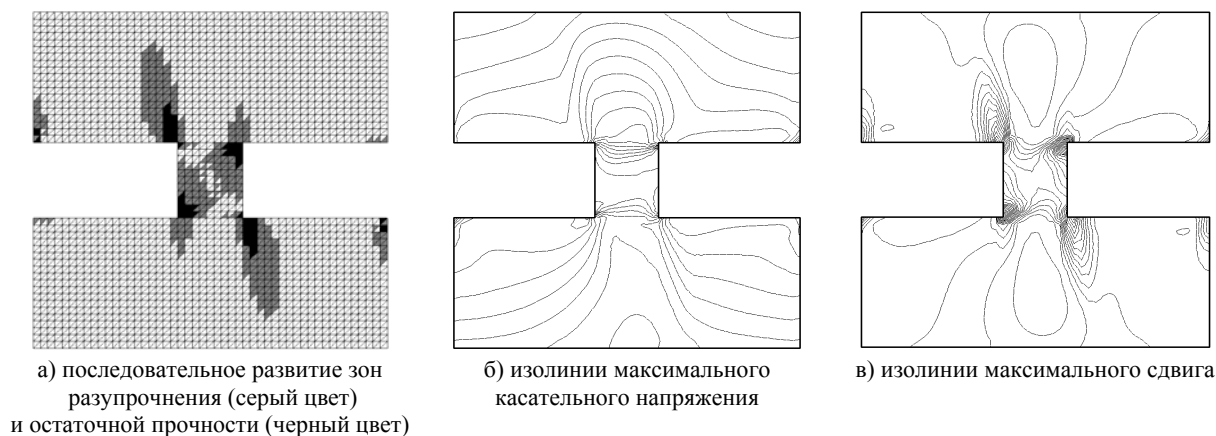 а) последовательное развитие зон
разупрочнения (серый цвет)
и остаточной прочности (черный цвет)
б) изолинии максимального
касательного напряжения
в) изолинии максимального сдвига